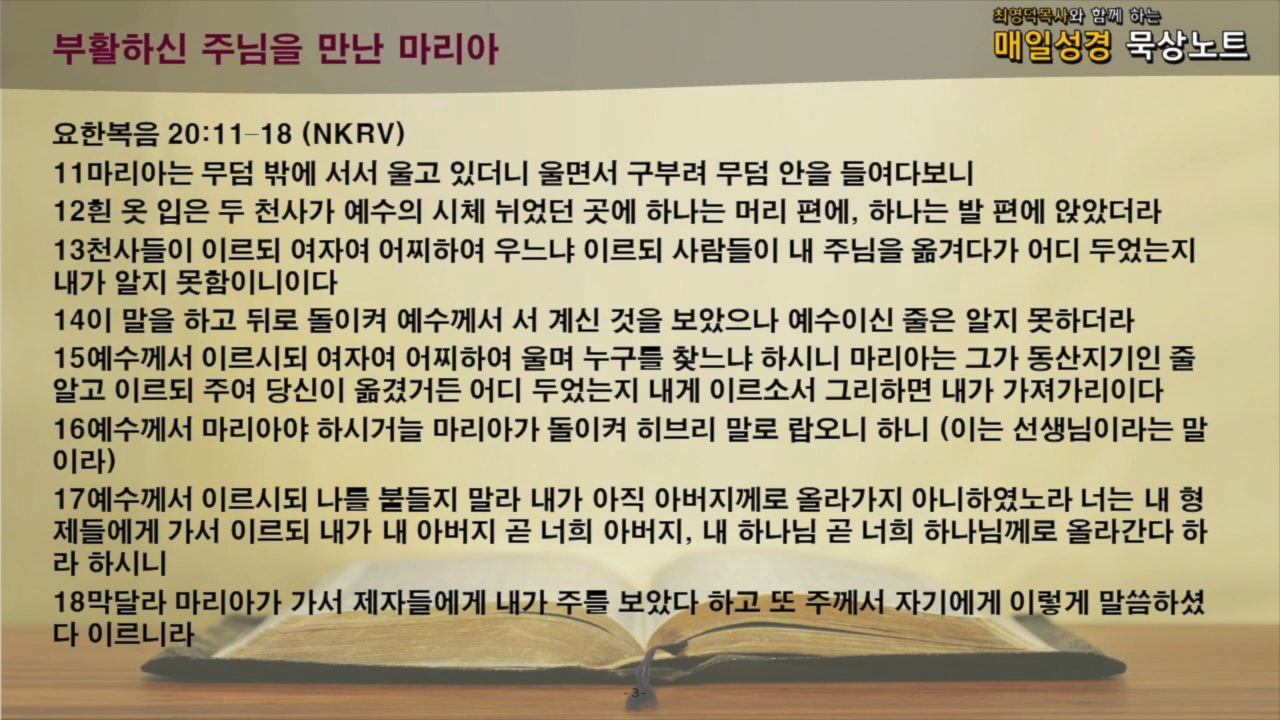 부활하신 주님을 만난 마리아
최영덕목사와 함께 하는
매일성경 묵상노트
요한복음 20:11-18 (NKRV)
11마리아는 무덤 밖에 서서 울고 있더니 울면서 구부려 무덤 안을 들여다보니
12흰 옷 입은 두 천사가 예수의 시체 뉘었던 곳에 하나는 머리 편에, 하나는 발 편에 앉았더라
13천사들이 이르되 여자여 어찌하여 우느냐 이르되 사람들이 내 주님을 옮겨다가 어디 두었는지
내가 알지 못함이니이다
14이 말을 하고 뒤로 돌이켜 예수께서 서 계신 것을 보았으나 예수이신 줄은 알지 못하더라
15예수께서 이르시되 여자여 어찌하여 울며 누구를 찾느냐 하시니 마리아는 그가 동산지기인 줄
알고 이르되 주여 당신이 옮겼거든 어디 두었는지 내게 이르소서 그리하면 내가 가져가리이다
16예수께서 마리아야 하시거늘 마리아가 돌이켜 히브리 말로 랍오니 하니 (이는 선생님이라는 말
이라)
17예수께서 이르시되 나를 붙들지 말라 내가 아직 아버지께로 올라가지 아니하였노라 너는 내 형
제들에게 가서 이르되 내가 내 아버지 곧 너희 아버지, 내 하나님 곧 너희 하나님께로 올라간다 하
라 하시니
18막달라 마리아가 가서 제자들에게 내가 주를 보았다 하고 또 주께서 자기에게 이렇게 말씀하셨
다 이르니라
- 3 -